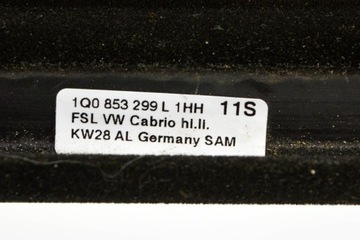 1Q0 853 299 L 1HH 11S
FSL VW Cabrio hl.li.
KW28 AL Germany SAM